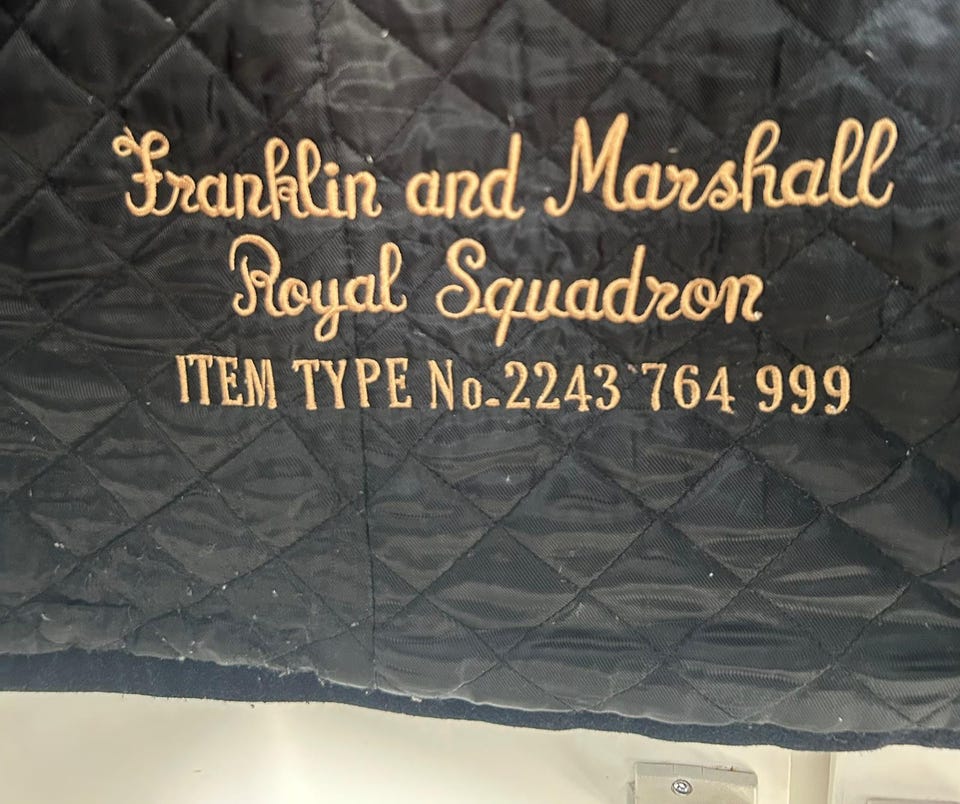 Franklin and Marshall
Royal Squadron
ITEM TYPE No.2243 764 999